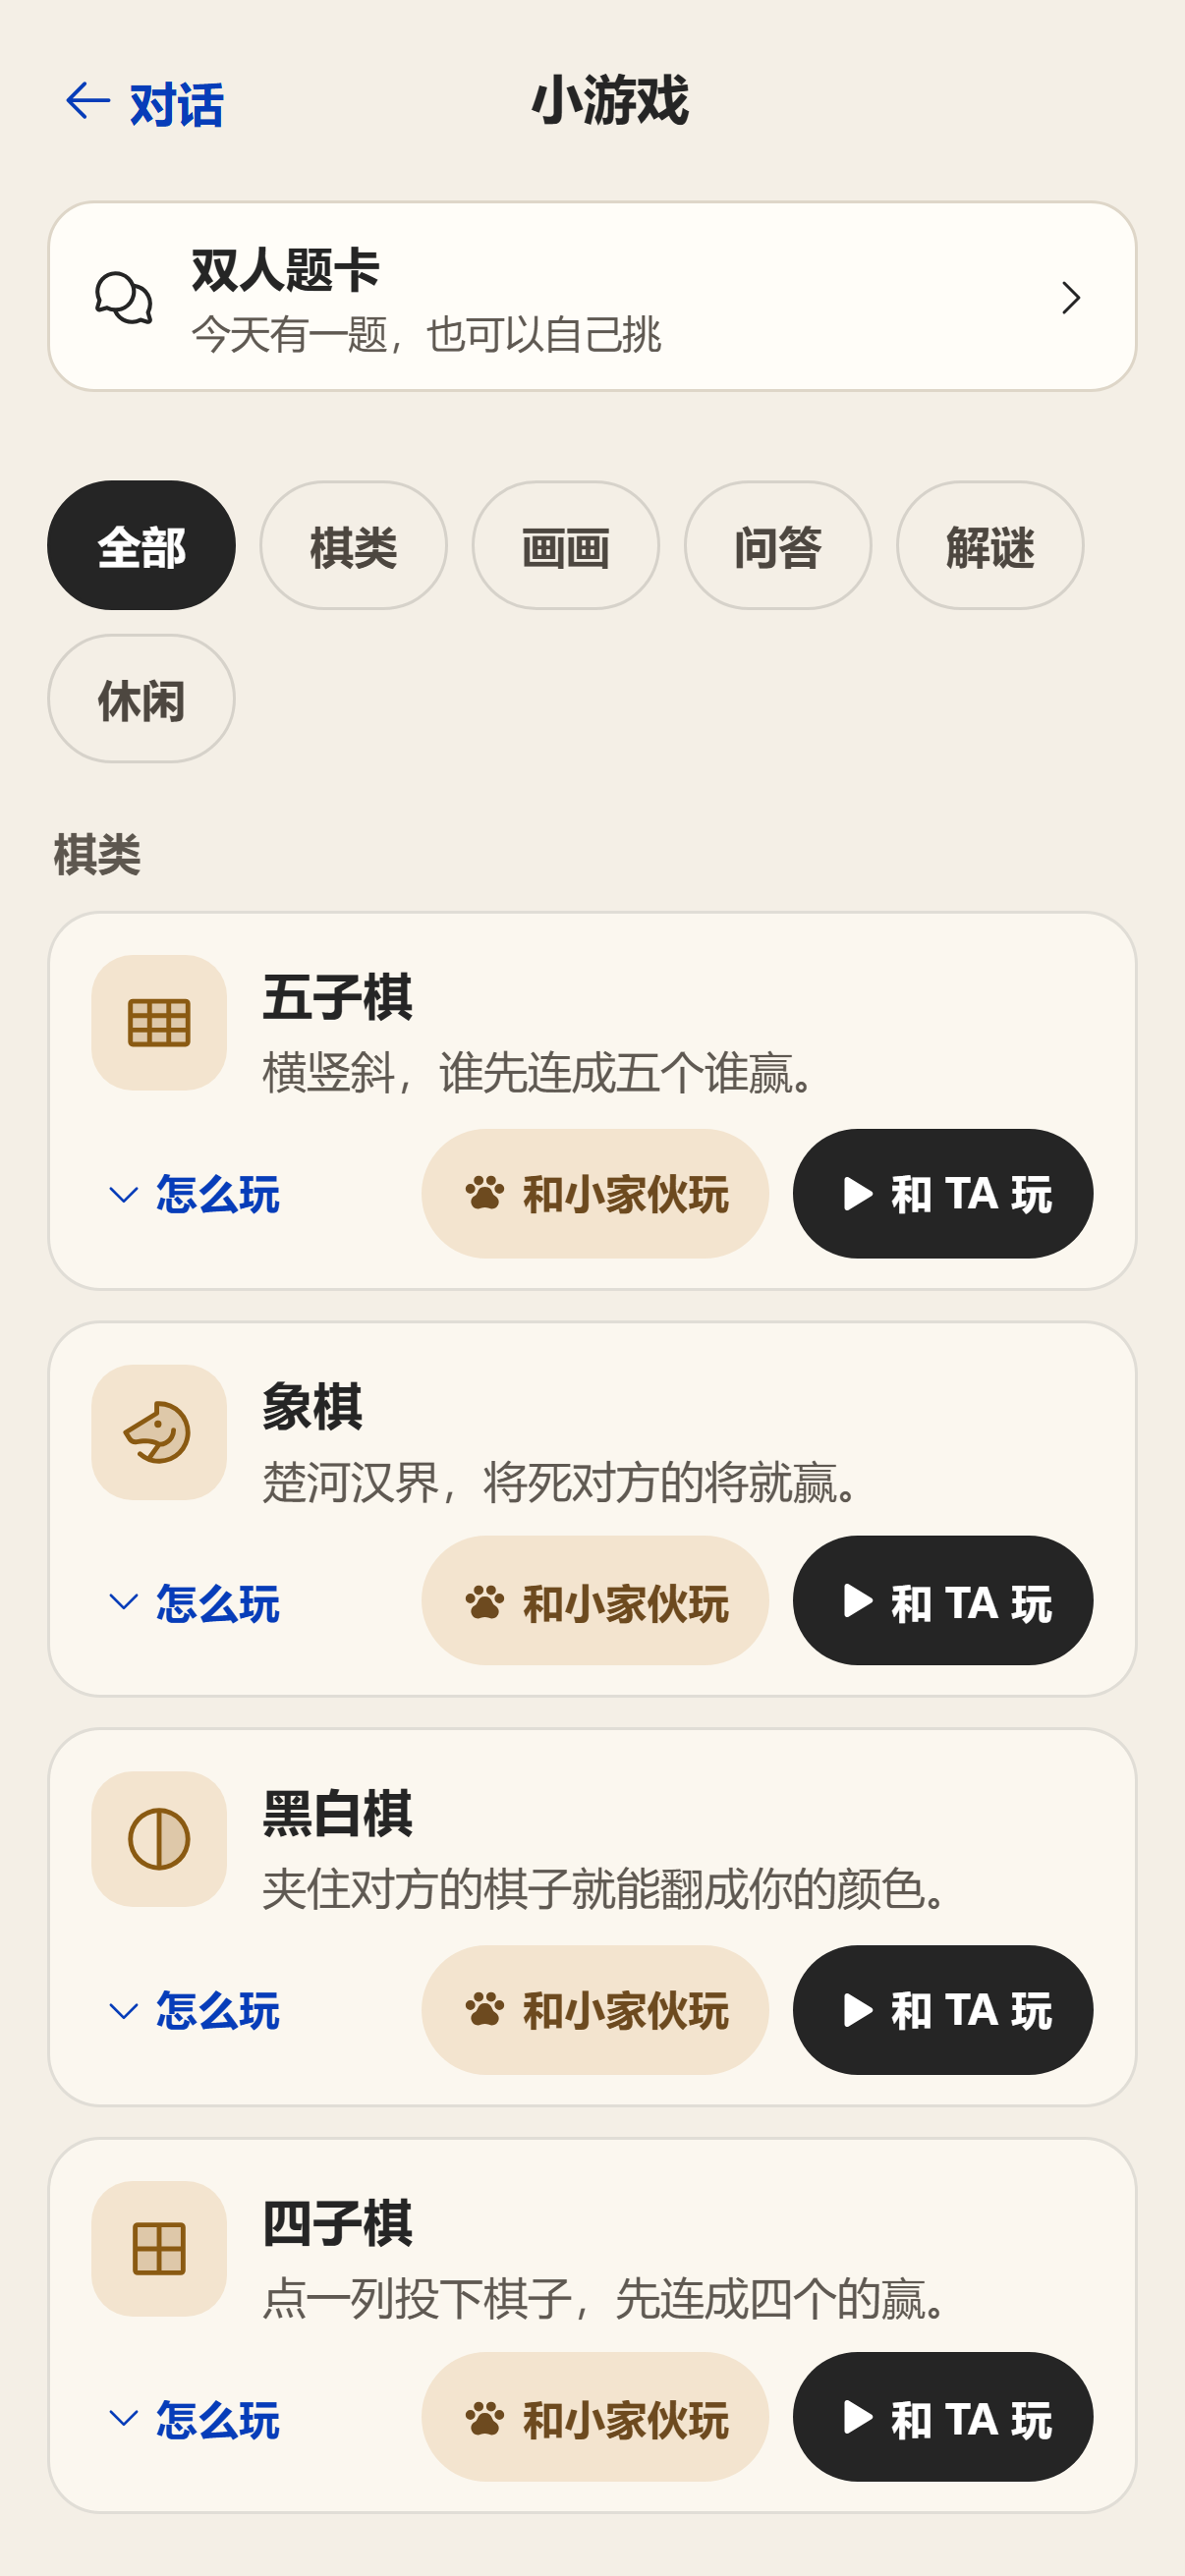 对话
小游戏
双人题卡
今天有一题，也可以自己挑
全部
棋类
画画
问答
解谜
休闲
棋类
五子棋
横竖斜，谁先连成五个谁赢。
怎么玩
和小家伙玩
和 TA 玩
象棋
楚河汉界，将死对方的将就赢。
怎么玩
和小家伙玩
和 TA 玩
黑白棋
夹住对方的棋子就能翻成你的颜色。
怎么玩
和小家伙玩
和 TA 玩
四子棋
点一列投下棋子，先连成四个的赢。
怎么玩
和小家伙玩
和 TA 玩